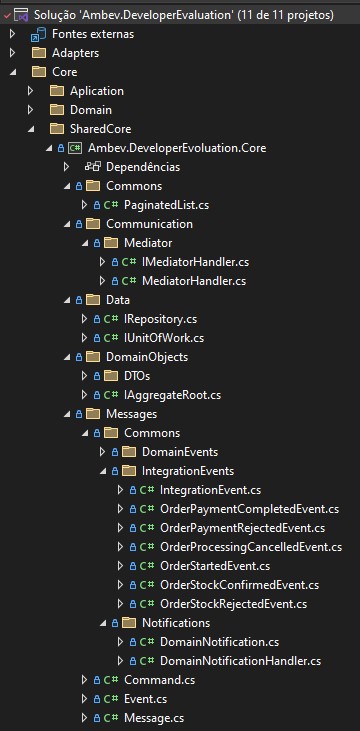 Solução 'Ambev.DeveloperEvaluation' (11 de 11 projetos)
Fontes externas
Adapters
Core
Aplication
Domain
SharedCore
Ambev.DeveloperEvoluation.Core
Dependências
Commons
C# PaginatedList.cs
Communication
Mediator
C# IMediatorHandler.cs
C# MediatorHandler.cs
Data
C# IRepository.cs
C# IUnitOfWork.cs
DomainObjects
DTOs
C# IAggregateRoot.cs
Messages
Commons
DomainEvents
IntegrationEvents
C# IntegrationEvent.cs
C# OrderPaymentCompletedEvent.cs
C# OrderPaymentRejectedEvent.cs
C# OrderProcessingCancelledEvent.cs
C# OrderStartedEvent.cs
C# OrderStockConfirmedEvent.cs
C# OrderStockRejectedEvent.cs
Notifications
C# DomainNotification.cs
C# DomainNotificationHandler.cs
C# Command.cs
C# Event.cs
C# Message.cs